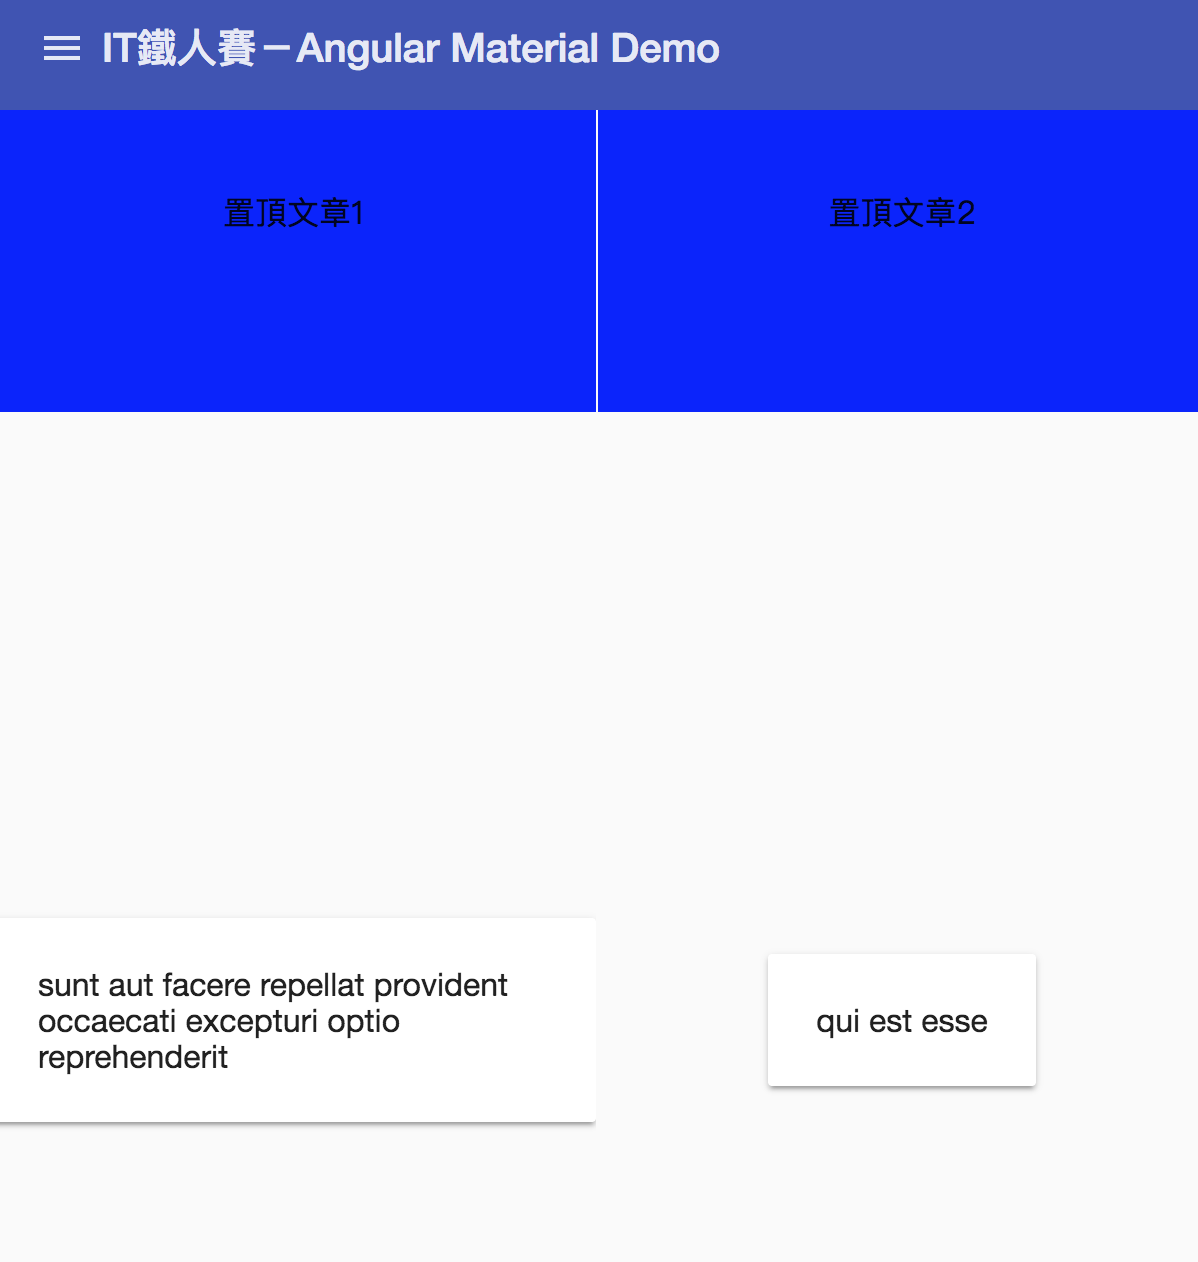 IT鐵人賽－Angular Material Demo
置頂文章1
置頂文章2
sunt aut facere repellat provident
occaecati excepturi optio
reprehenderit
qui est esse